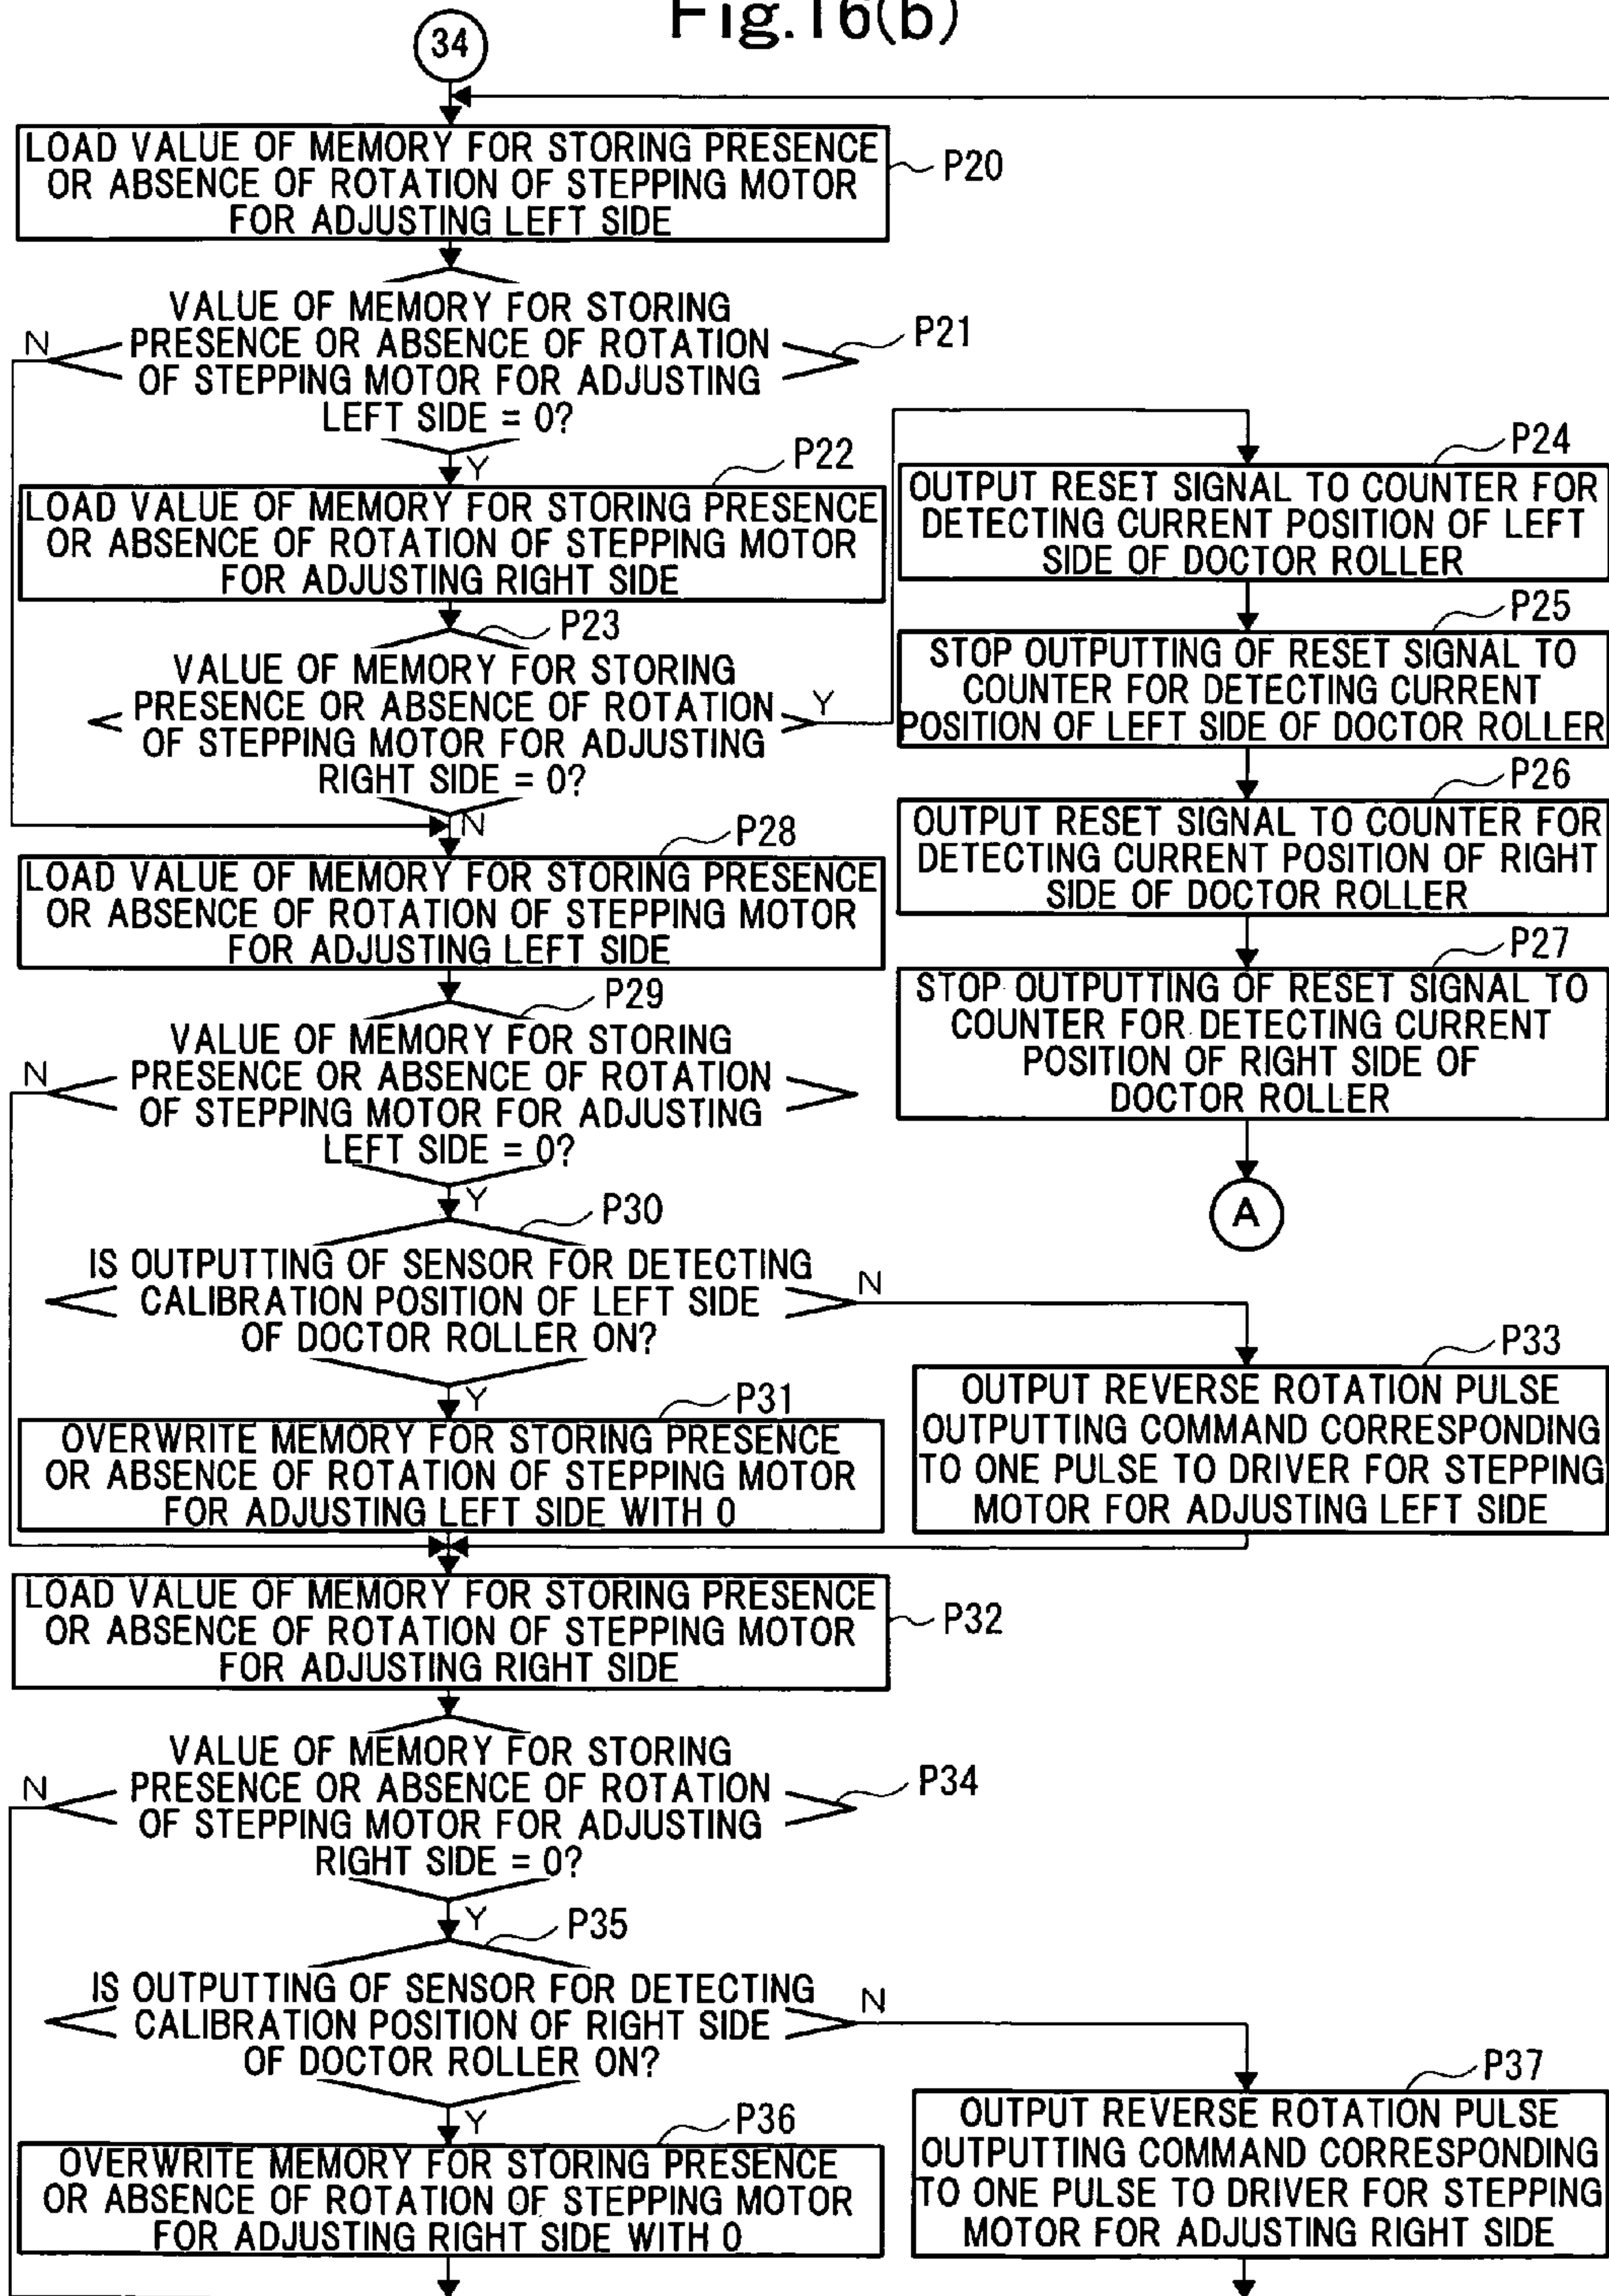 Fig.16(b)
34
LOAD VALUE OF MEMORY FOR STORING PRESENCE
OR ABSENCE OF ROTATION OF STEPPING MOTOR
FOR ADJUSTING LEFT SIDE
P20
VALUE OF MEMORY FOR STORING
PRESENCE OR ABSENCE OF ROTATION
OF STEPPING MOTOR FOR ADJUSTING
LEFT SIDE = 0?
N
P21
Y
P22
LOAD VALUE OF MEMORY FOR STORING PRESENCE
OR ABSENCE OF ROTATION OF STEPPING MOTOR
FOR ADJUSTING RIGHT SIDE
P23
VALUE OF MEMORY FOR STORING
PRESENCE OR ABSENCE OF ROTATION
OF STEPPING MOTOR FOR ADJUSTING
RIGHT SIDE = 0?
Y
N
P24
OUTPUT RESET SIGNAL TO COUNTER FOR
DETECTING CURRENT POSITION OF LEFT
SIDE OF DOCTOR ROLLER
P25
STOP OUTPUTTING OF RESET SIGNAL TO
COUNTER FOR DETECTING CURRENT
POSITION OF LEFT SIDE OF DOCTOR ROLLER
P26
OUTPUT RESET SIGNAL TO COUNTER FOR
DETECTING CURRENT POSITION OF RIGHT
SIDE OF DOCTOR ROLLER
P27
STOP OUTPUTTING OF RESET SIGNAL TO
COUNTER FOR DETECTING CURRENT
POSITION OF RIGHT SIDE OF
DOCTOR ROLLER
A
P28
LOAD VALUE OF MEMORY FOR STORING PRESENCE
OR ABSENCE OF ROTATION OF STEPPING MOTOR
FOR ADJUSTING LEFT SIDE
P29
VALUE OF MEMORY FOR STORING
PRESENCE OR ABSENCE OF ROTATION
OF STEPPING MOTOR FOR ADJUSTING
LEFT SIDE = 0?
N
Y
P30
IS OUTPUTTING OF SENSOR FOR DETECTING
CALIBRATION POSITION OF LEFT SIDE
OF DOCTOR ROLLER ON?
N
Y
P31
OVERWRITE MEMORY FOR STORING PRESENCE
OR ABSENCE OF ROTATION OF STEPPING MOTOR
FOR ADJUSTING LEFT SIDE WITH 0
P33
OUTPUT REVERSE ROTATION PULSE
OUTPUTTING COMMAND CORRESPONDING
TO ONE PULSE TO DRIVER FOR STEPPING
MOTOR FOR ADJUSTING LEFT SIDE
LOAD VALUE OF MEMORY FOR STORING PRESENCE
OR ABSENCE OF ROTATION OF STEPPING MOTOR
FOR ADJUSTING RIGHT SIDE
P32
VALUE OF MEMORY FOR STORING
PRESENCE OR ABSENCE OF ROTATION
OF STEPPING MOTOR FOR ADJUSTING
RIGHT SIDE = 0?
N
P34
Y
P35
IS OUTPUTTING OF SENSOR FOR DETECTING
CALIBRATION POSITION OF RIGHT SIDE
OF DOCTOR ROLLER ON?
N
Y
P36
OVERWRITE MEMORY FOR STORING PRESENCE
OR ABSENCE OF ROTATION OF STEPPING MOTOR
FOR ADJUSTING RIGHT SIDE WITH 0
P37
OUTPUT REVERSE ROTATION PULSE
OUTPUTTING COMMAND CORRESPONDING
TO ONE PULSE TO DRIVER FOR STEPPING
MOTOR FOR ADJUSTING RIGHT SIDE